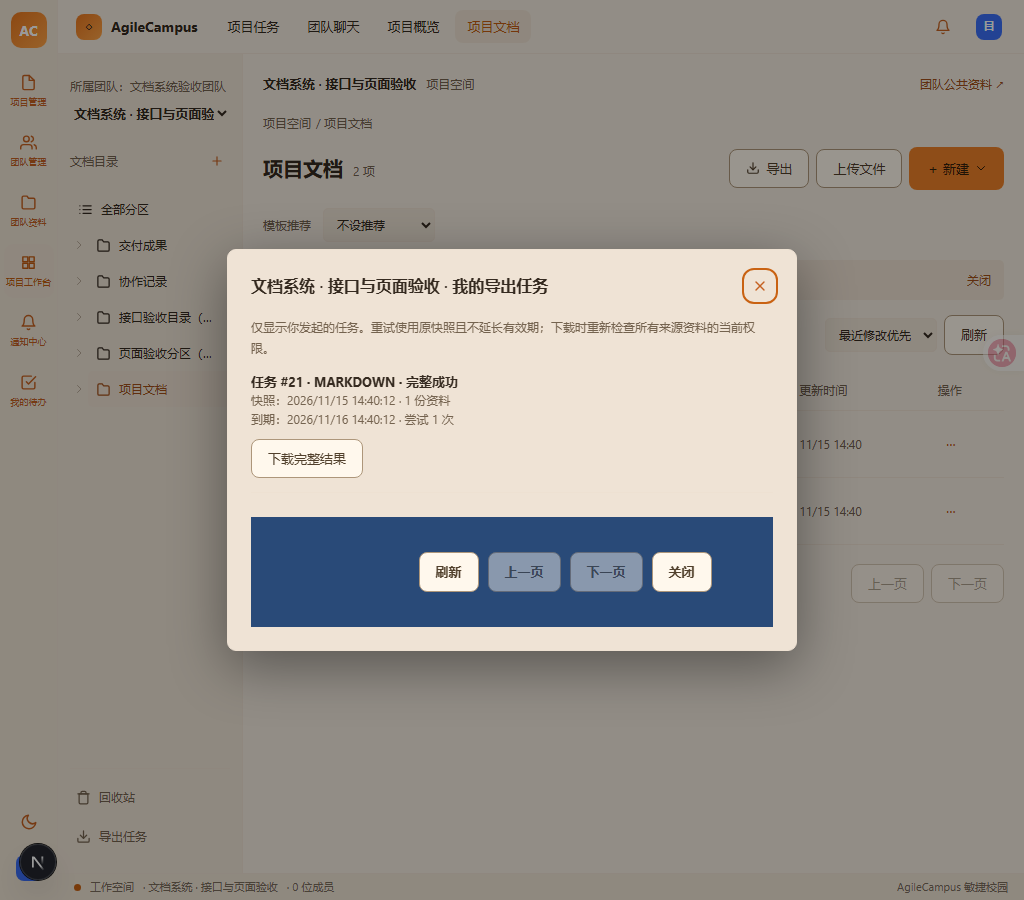 AC
AgileCampus
项目任务
团队聊天
项目概览
项目文档
目
项目管理
团队管理
团队资料
项目工作台
通知中心
我的待办
所属团队：文档系统验收团队
文档系统 · 接口与页面验
文档目录
+
全部分区
交付成果
协作记录
接口验收目录（...
页面验收分区（...
项目文档
回收站
导出任务
文档系统 · 接口与页面验收 项目空间
团队公共资料 ↗
项目空间 / 项目文档
项目文档 2 项
导出
上传文件
+ 新建
模板推荐
不设推荐
关闭
最近修改优先
刷新
更新时间
操作
11/15 14:40
...
11/15 14:40
...
上一页
下一页
文档系统 · 接口与页面验收 · 我的导出任务
×
仅显示你发起的任务。重试使用原快照且不延长有效期；下载时重新检查所有来源资料的当前权
限。
任务 #21 · MARKDOWN · 完整成功
快照：2026/11/15 14:40:12 · 1 份资料
到期：2026/11/16 14:40:12 · 尝试 1 次
下载完整结果
刷新
上一页
下一页
关闭
N
工作空间 · 文档系统 · 接口与页面验收 · 0 位成员
AgileCampus 敏捷校园